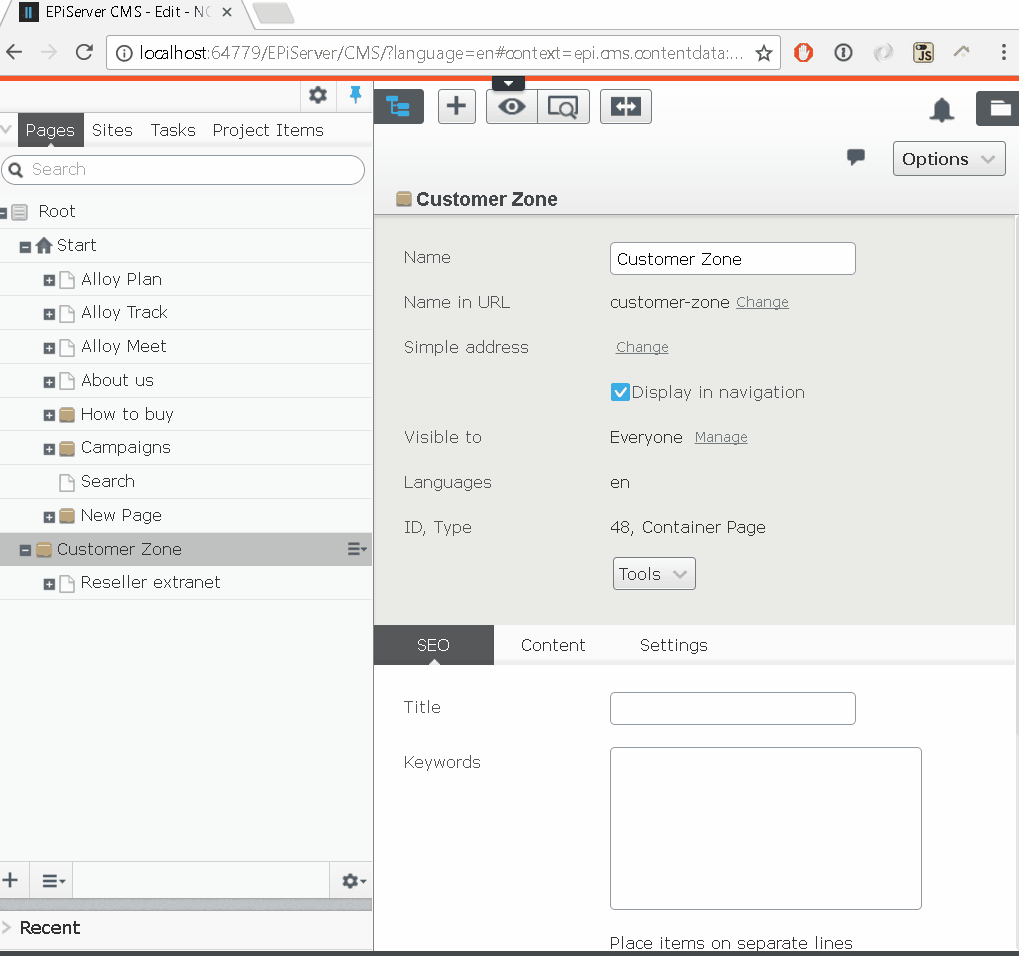 EPiServer CMS - Edit - NC
localhost:64779/EPiServer/CMS/?language=en#context=epi.cms.contentdata:...
JS
Pages Sites Tasks Project Items
Search
Root
Start
Alloy Plan
Alloy Track
Alloy Meet
About us
How to buy
Campaigns
Search
New Page
Customer Zone
Reseller extranet
Recent
Options
Customer Zone
Name Customer Zone
Name in URL customer-zone Change
Simple address Change
Display in navigation
Visible to Everyone Manage
Languages en
ID, Type 48, Container Page
Tools
SEO Content Settings
Title
Keywords
Place items on separate lines